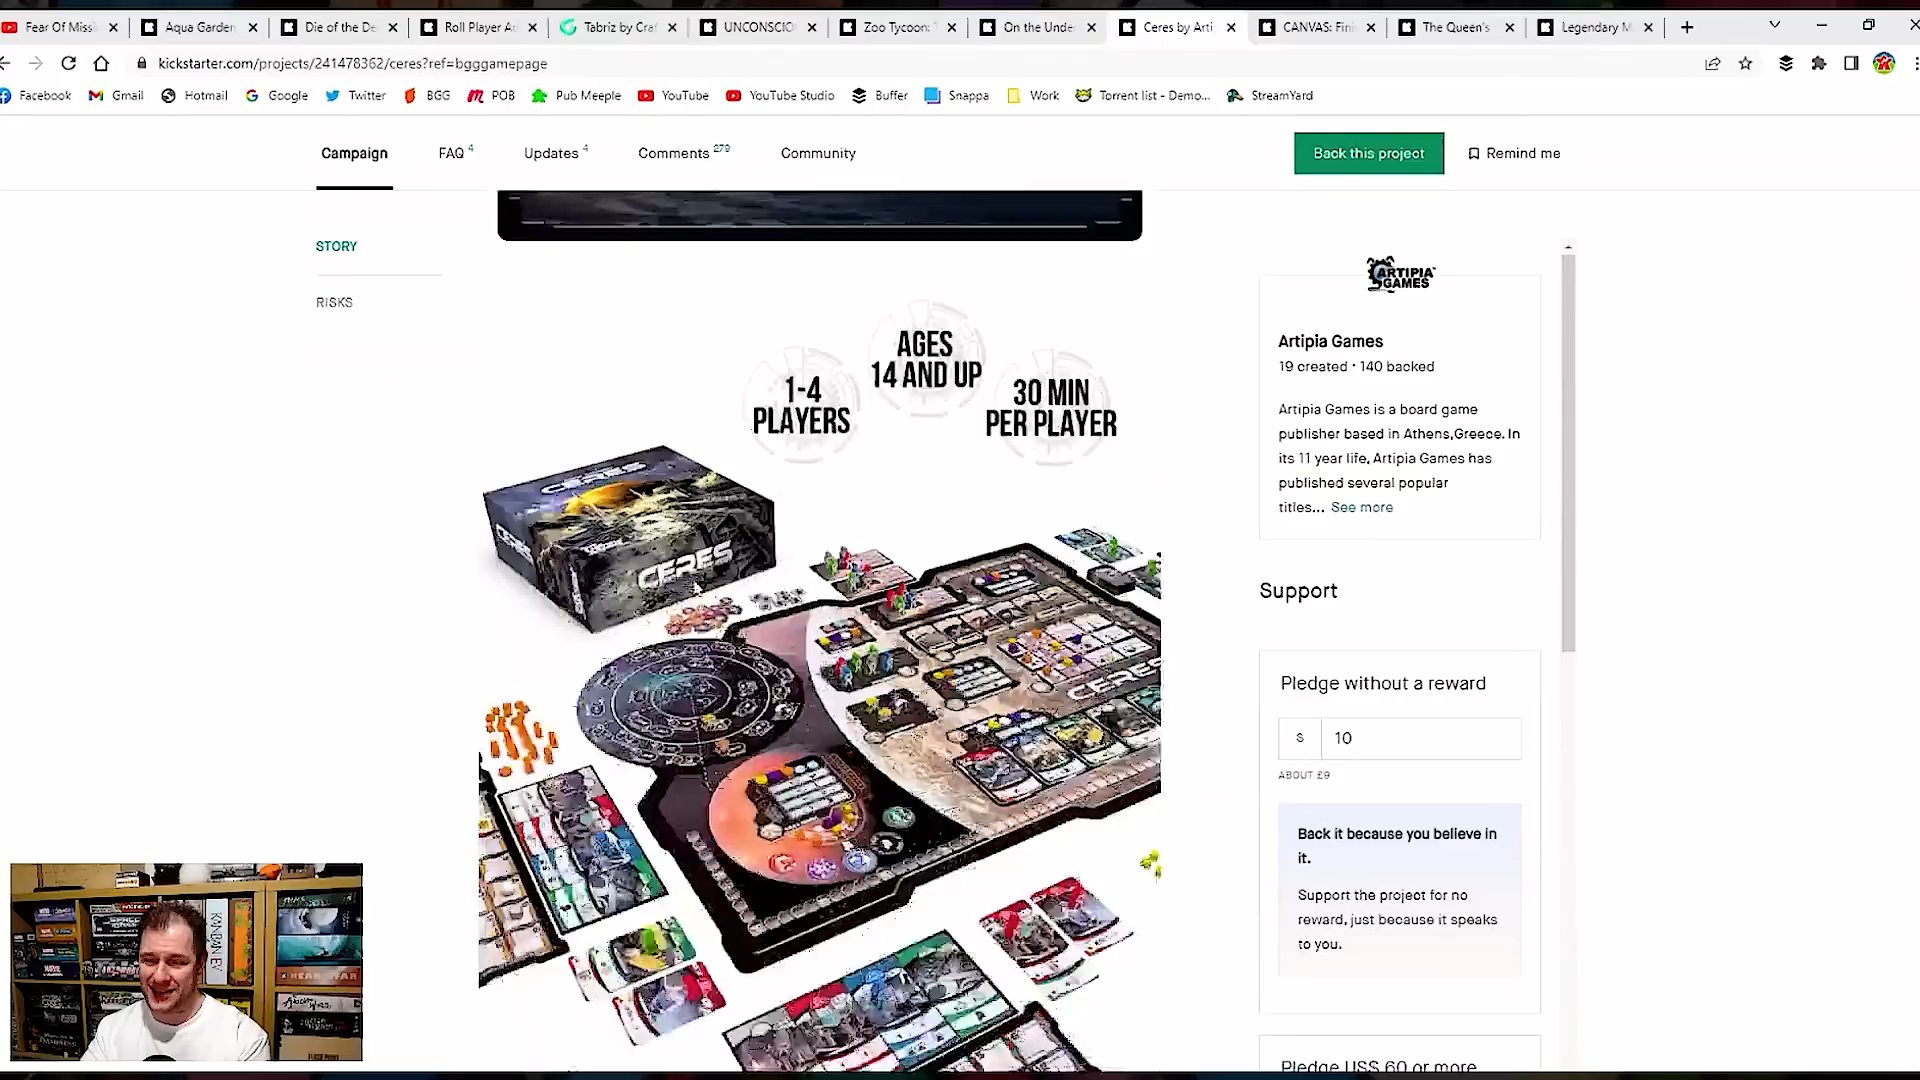 Fear Of Missi
Aqua Garden
Die of the De
Roll Player A
Tabriz by Craf
UNCONSCIO
Zoo Tycoon: T
On the Unde
Ceres by Arti
CANVAS: Fini
The Queen's
Legendary M
kickstarter.com/projects/241478362/ceres?ref=bgggamepage
Facebook
Gmail
Hotmail
Google
Twitter
BGG
POB
Pub Meeple
YouTube
YouTube Studio
Buffer
Snappa
Work
Torrent list - Demo...
StreamYard
Campaign
FAQ 4
Updates 4
Comments 279
Community
Back this project
Remind me
STORY
RISKS
1-4
PLAYERS
AGES
14 AND UP
30 MIN
PER PLAYER
CERES
CERES
CERES
CERES
ARTIPIA
GAMES
Artipia Games
19 created • 140 backed
Artipia Games is a board game
publisher based in Athens,Greece. In
its 11 year life, Artipia Games has
published several popular
titles... See more
Support
Pledge without a reward
$ 10
ABOUT £9
Back it because you believe in
it.
Support the project for no
reward, just because it speaks
to you.
Pledge US$ 60 or more
KANBAN EV